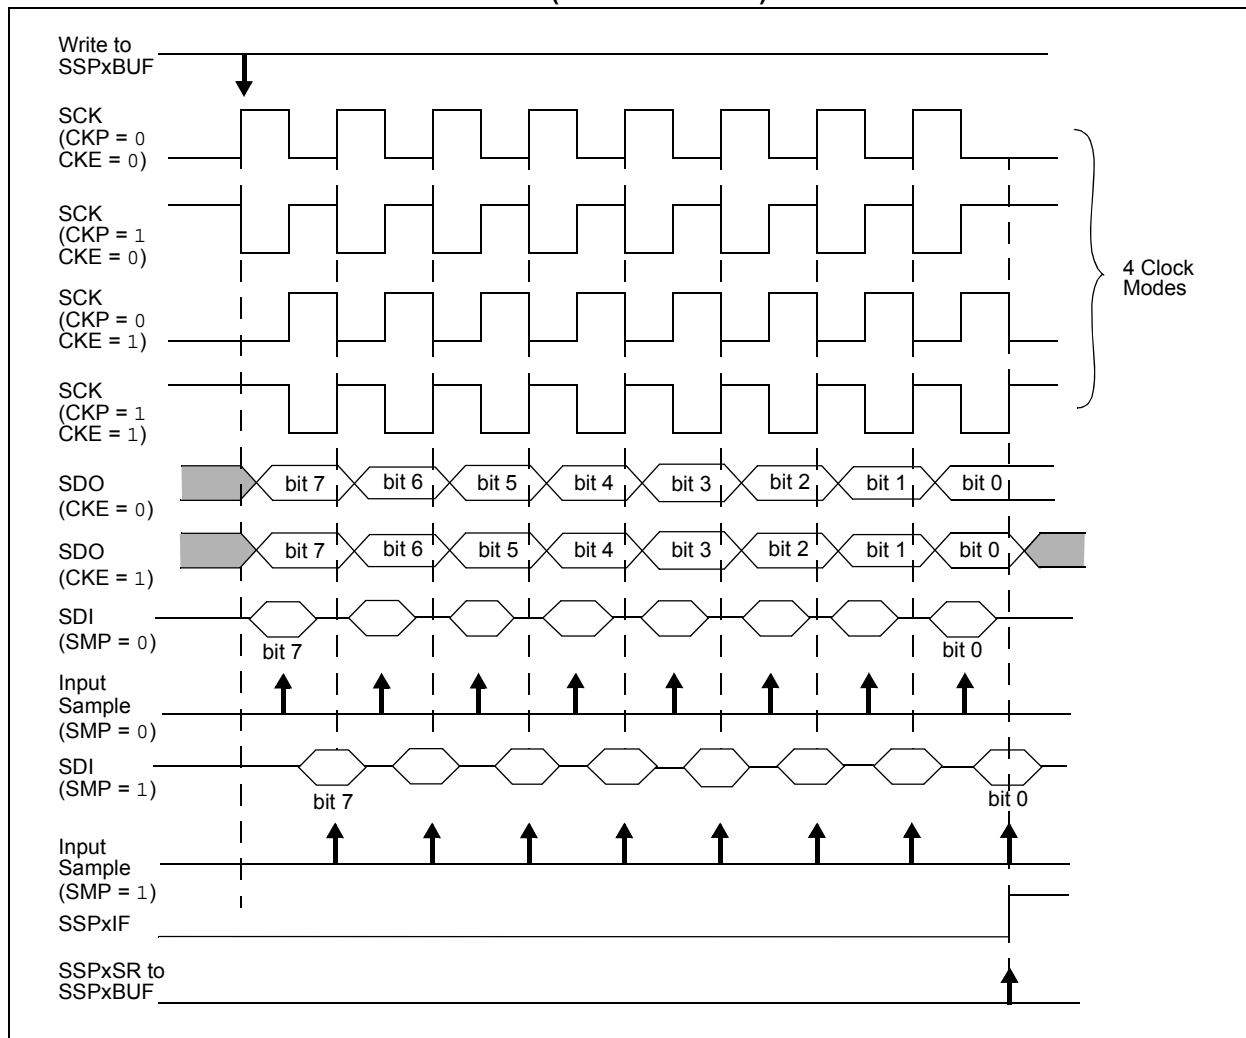 Write to
SSPxBUF
SCK
(CKP = 0
CKE = 0)
SCK
(CKP = 1
CKE = 0)
4 Clock
Modes
SCK
(CKP = 0
CKE = 1)
SCK
(CKP = 1
CKE = 1)
SDO
(CKE = 0)
bit 7 bit 6 bit 5 bit 4 bit 3 bit 2 bit 1 bit 0
SDO
(CKE = 1)
bit 7 bit 6 bit 5 bit 4 bit 3 bit 2 bit 1 bit 0
SDI
(SMP = 0)
bit 7 bit 0
Input
Sample
(SMP = 0)
SDI
(SMP = 1)
bit 7 bit 0
Input
Sample
(SMP = 1)
SSPxIF
SSPxSR to
SSPxBUF